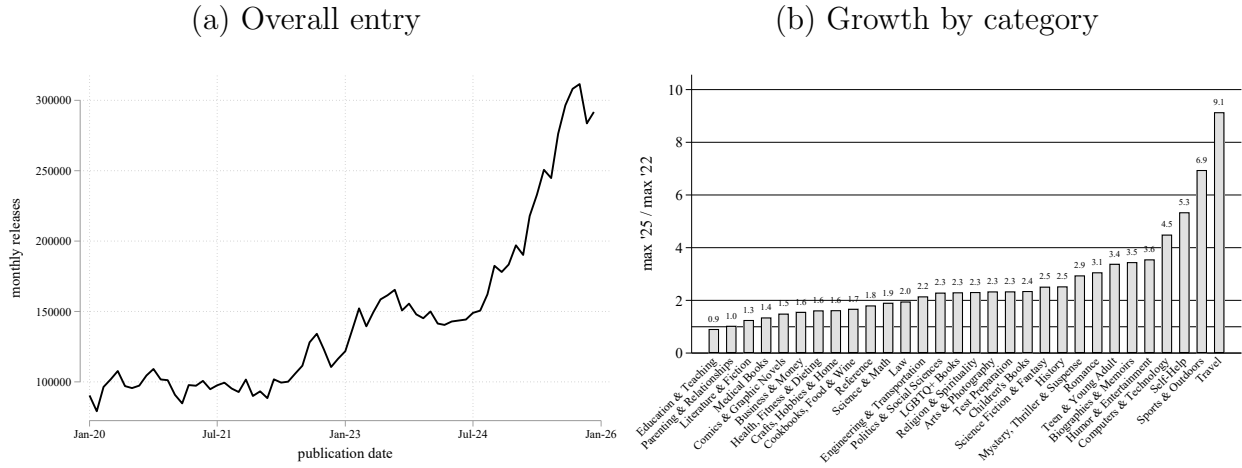 (a) Overall entry
300000
250000
200000
150000
100000
monthly releases
Jan-20
Jul-21
Jan-23
Jul-24
Jan-26
publication date
(b) Growth by category
10
8
6
4
2
0
max '25 / max '22
0.9
1.0
1.3
1.4
1.5
1.6
1.6
1.6
1.7
1.8
1.9
2.0
2.2
2.3
2.3
2.3
2.3
2.3
2.4
2.5
2.5
2.9
3.1
3.4
3.5
3.6
4.5
5.3
6.9
9.1
Education & Teaching
Parenting & Relationships
Literature & Fiction
Medical Books
Comics & Graphic Novels
Business & Money
Health, Fitness & Dieting
Crafts, Hobbies & Home
Cookbooks, Food & Wine
Reference
Science & Math
Law
Engineering & Transportation
Politics & Social Sciences
LGBTQ+ Books
Religion & Spirituality
Arts & Photography
Test Preparation
Children's Books
Science Fiction & Fantasy
History
Mystery, Thriller & Suspense
Romance
Teen & Young Adult
Biographies & Memoirs
Humor & Entertainment
Computers & Technology
Self-Help
Sports & Outdoors
Travel